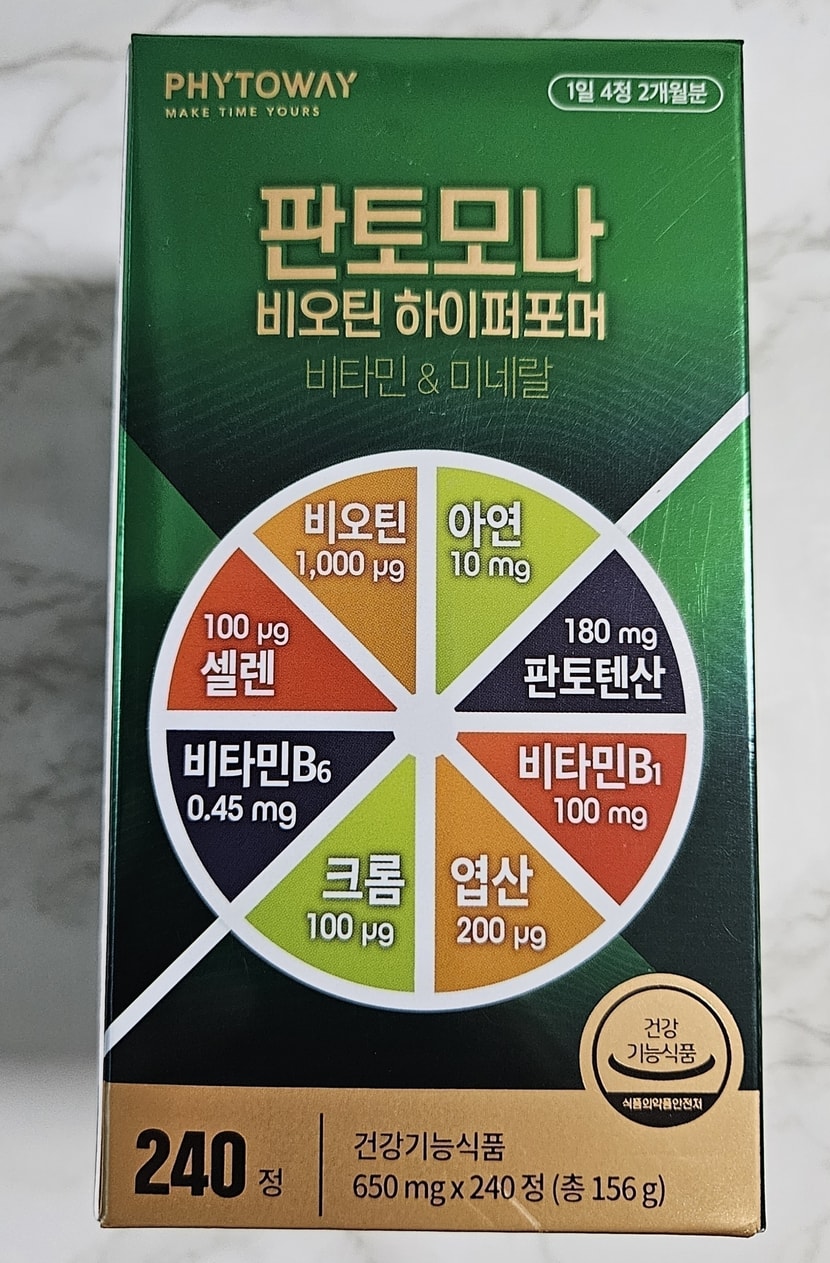 PHYTOWAY
MAKE TIME YOURS
1일 4정 2개월분
판토모나
비오틴 하이퍼포머
비타민 & 미네랄
비오틴
1,000 µg
아연
10 mg
100 µg
셀렌
180 mg
판토텐산
비타민B6
0.45 mg
비타민B1
100 mg
크롬
100 µg
엽산
200 µg
건강
기능식품
식품의약품안전처
240 정
건강기능식품
650 mg x 240 정 (총 156 g)